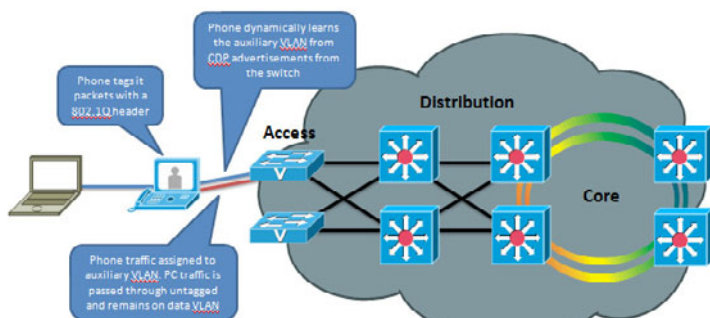 Phone dynamically learns
the auxiliary VLAN from
CDP advertisements from
the switch
Phone tags it
packets with a
802.1Q header
Access
Distribution
Core
V
V
Phone traffic assigned to
auxiliary VLAN. PC traffic is
passed through untagged
and remains on data VLAN